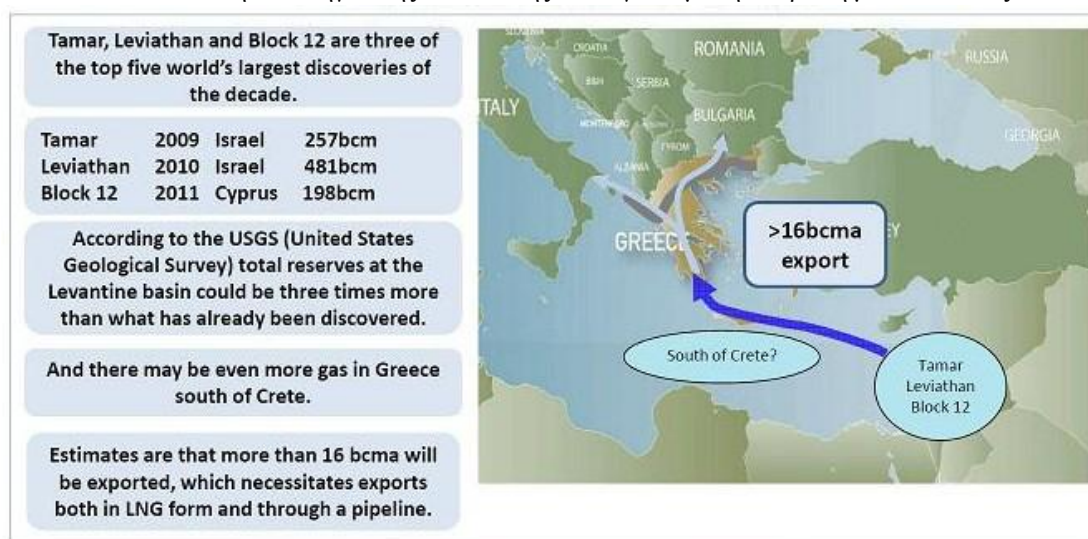 Tamar, Leviathan and Block 12 are three of
the top five world's largest discoveries of
the decade.
Tamar 2009 Israel 257bcm
Leviathan 2010 Israel 481bcm
Block 12 2011 Cyprus 198bcm
According to the USGS (United States
Geological Survey) total reserves at the
Levantine basin could be three times more
than what has already been discovered.
And there may be even more gas in Greece
south of Crete.
Estimates are that more than 16 bcma will
be exported, which necessitates exports
both in LNG form and through a pipeline.
CROATIA
ROMANIA
RUSSIA
B&H
SERBIA
ITALY
MONTENEGRO
BULGARIA
GEORGIA
FYROM
ALBANIA
GREECE
>16bcma
export
EY
South of Crete?
Tamar
Leviathan
Block 12